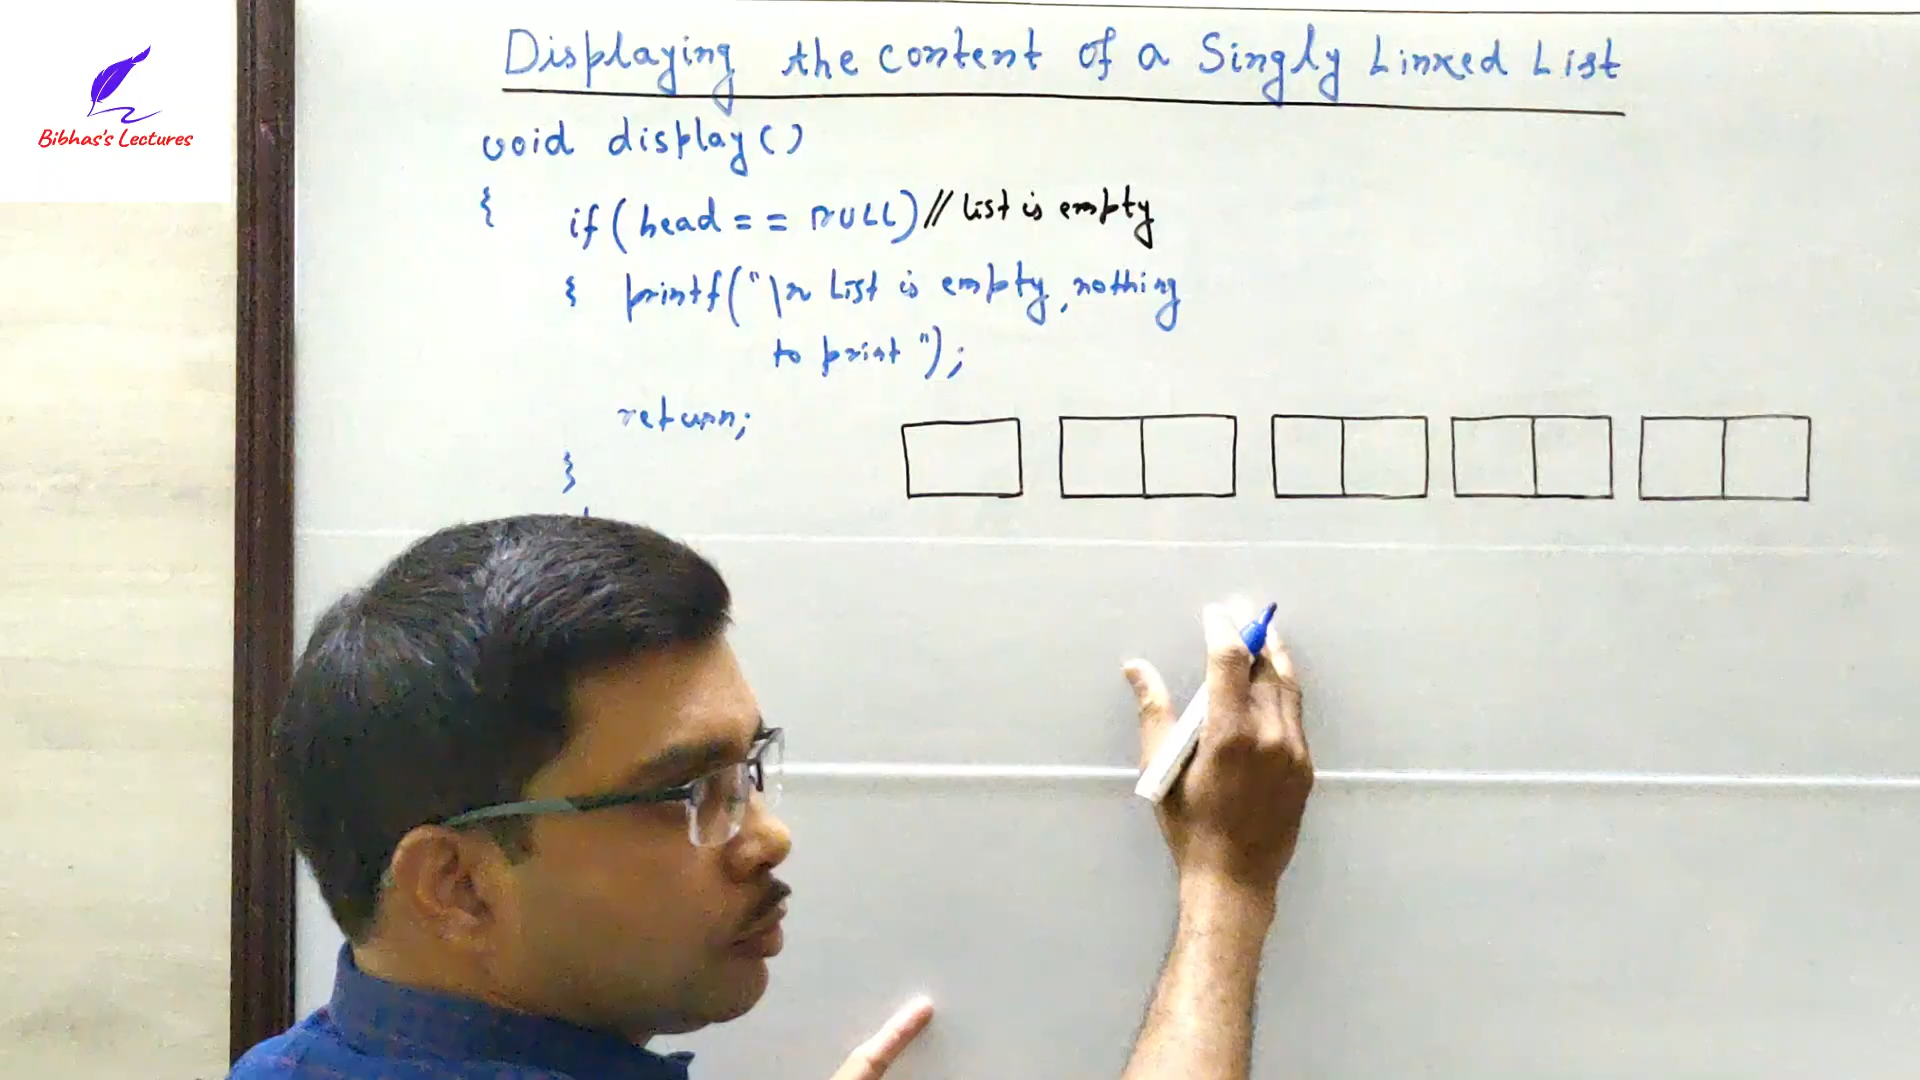 Bibhas's Lectures
Displaying the content of a Singly Linked List
void display()
{ if (head == NULL) // list is empty
{ printf("\n List is empty, nothing
to print");
return;
}